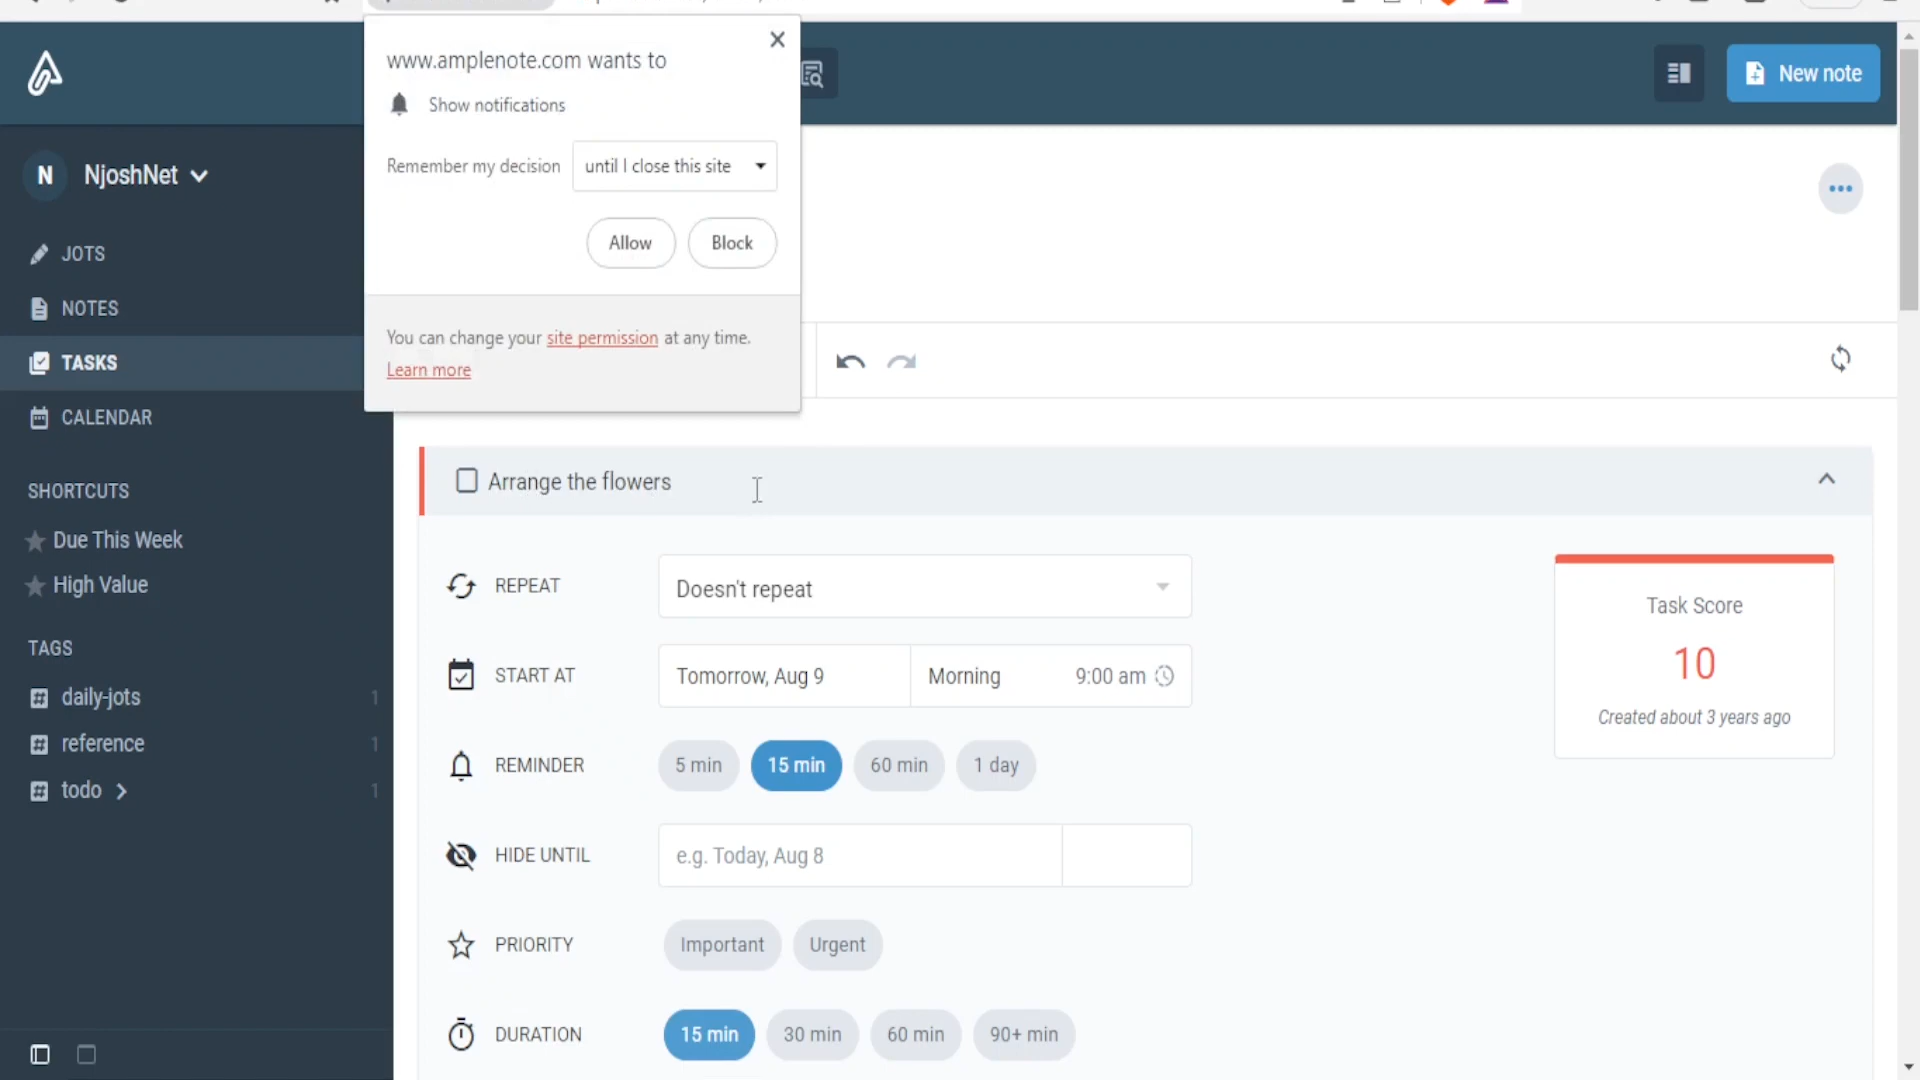 www.amplenote.com wants to
Show notifications
Remember my decision until I close this site
Allow Block
You can change your site permission at any time.
Learn more
New note
N NjoshNet
JOTS
NOTES
TASKS
CALENDAR
SHORTCUTS
Due This Week
High Value
TAGS
daily-jots 1
reference 1
todo 1
Arrange the flowers
REPEAT Doesn't repeat
START AT Tomorrow, Aug 9 Morning 9:00 am
REMINDER 5 min 15 min 60 min 1 day
HIDE UNTIL e.g. Today, Aug 8
PRIORITY Important Urgent
DURATION 15 min 30 min 60 min 90+ min
Task Score
10
Created about 3 years ago